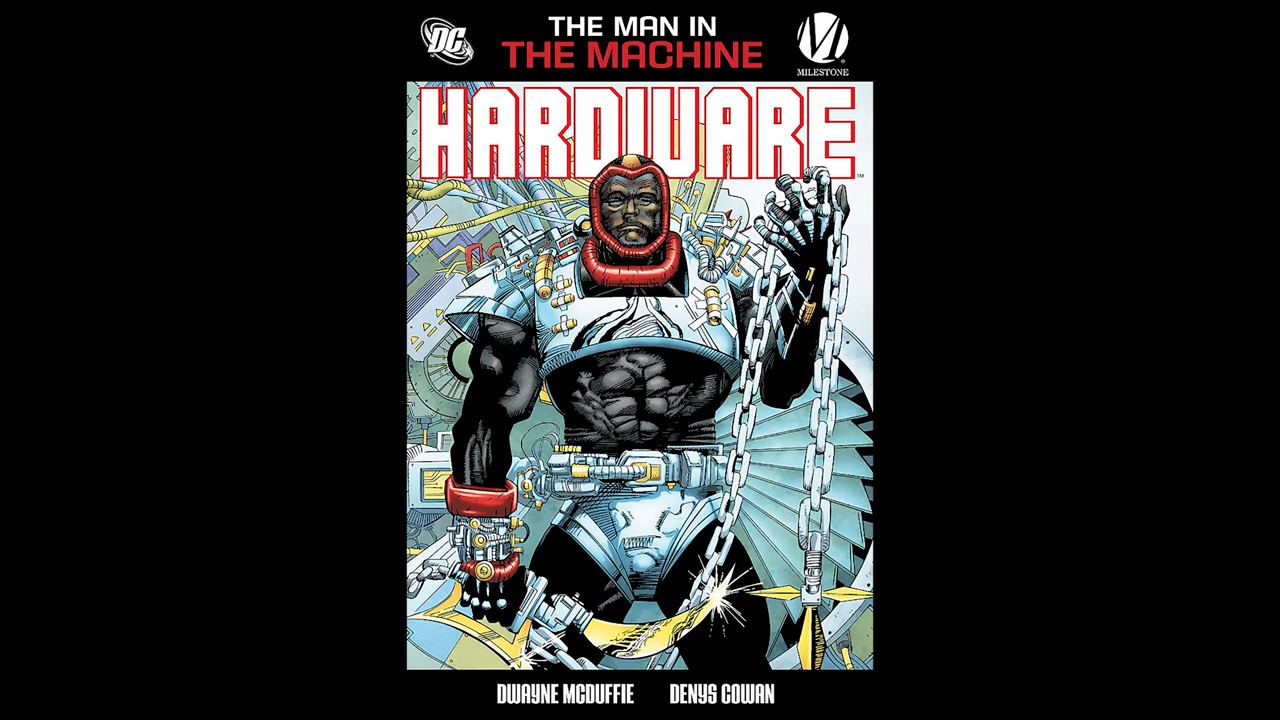 DC
THE MAN IN
THE MACHINE
MILESTONE
HARDWARE
TM
DWAYNE MCDUFFIE
DENYS COWAN